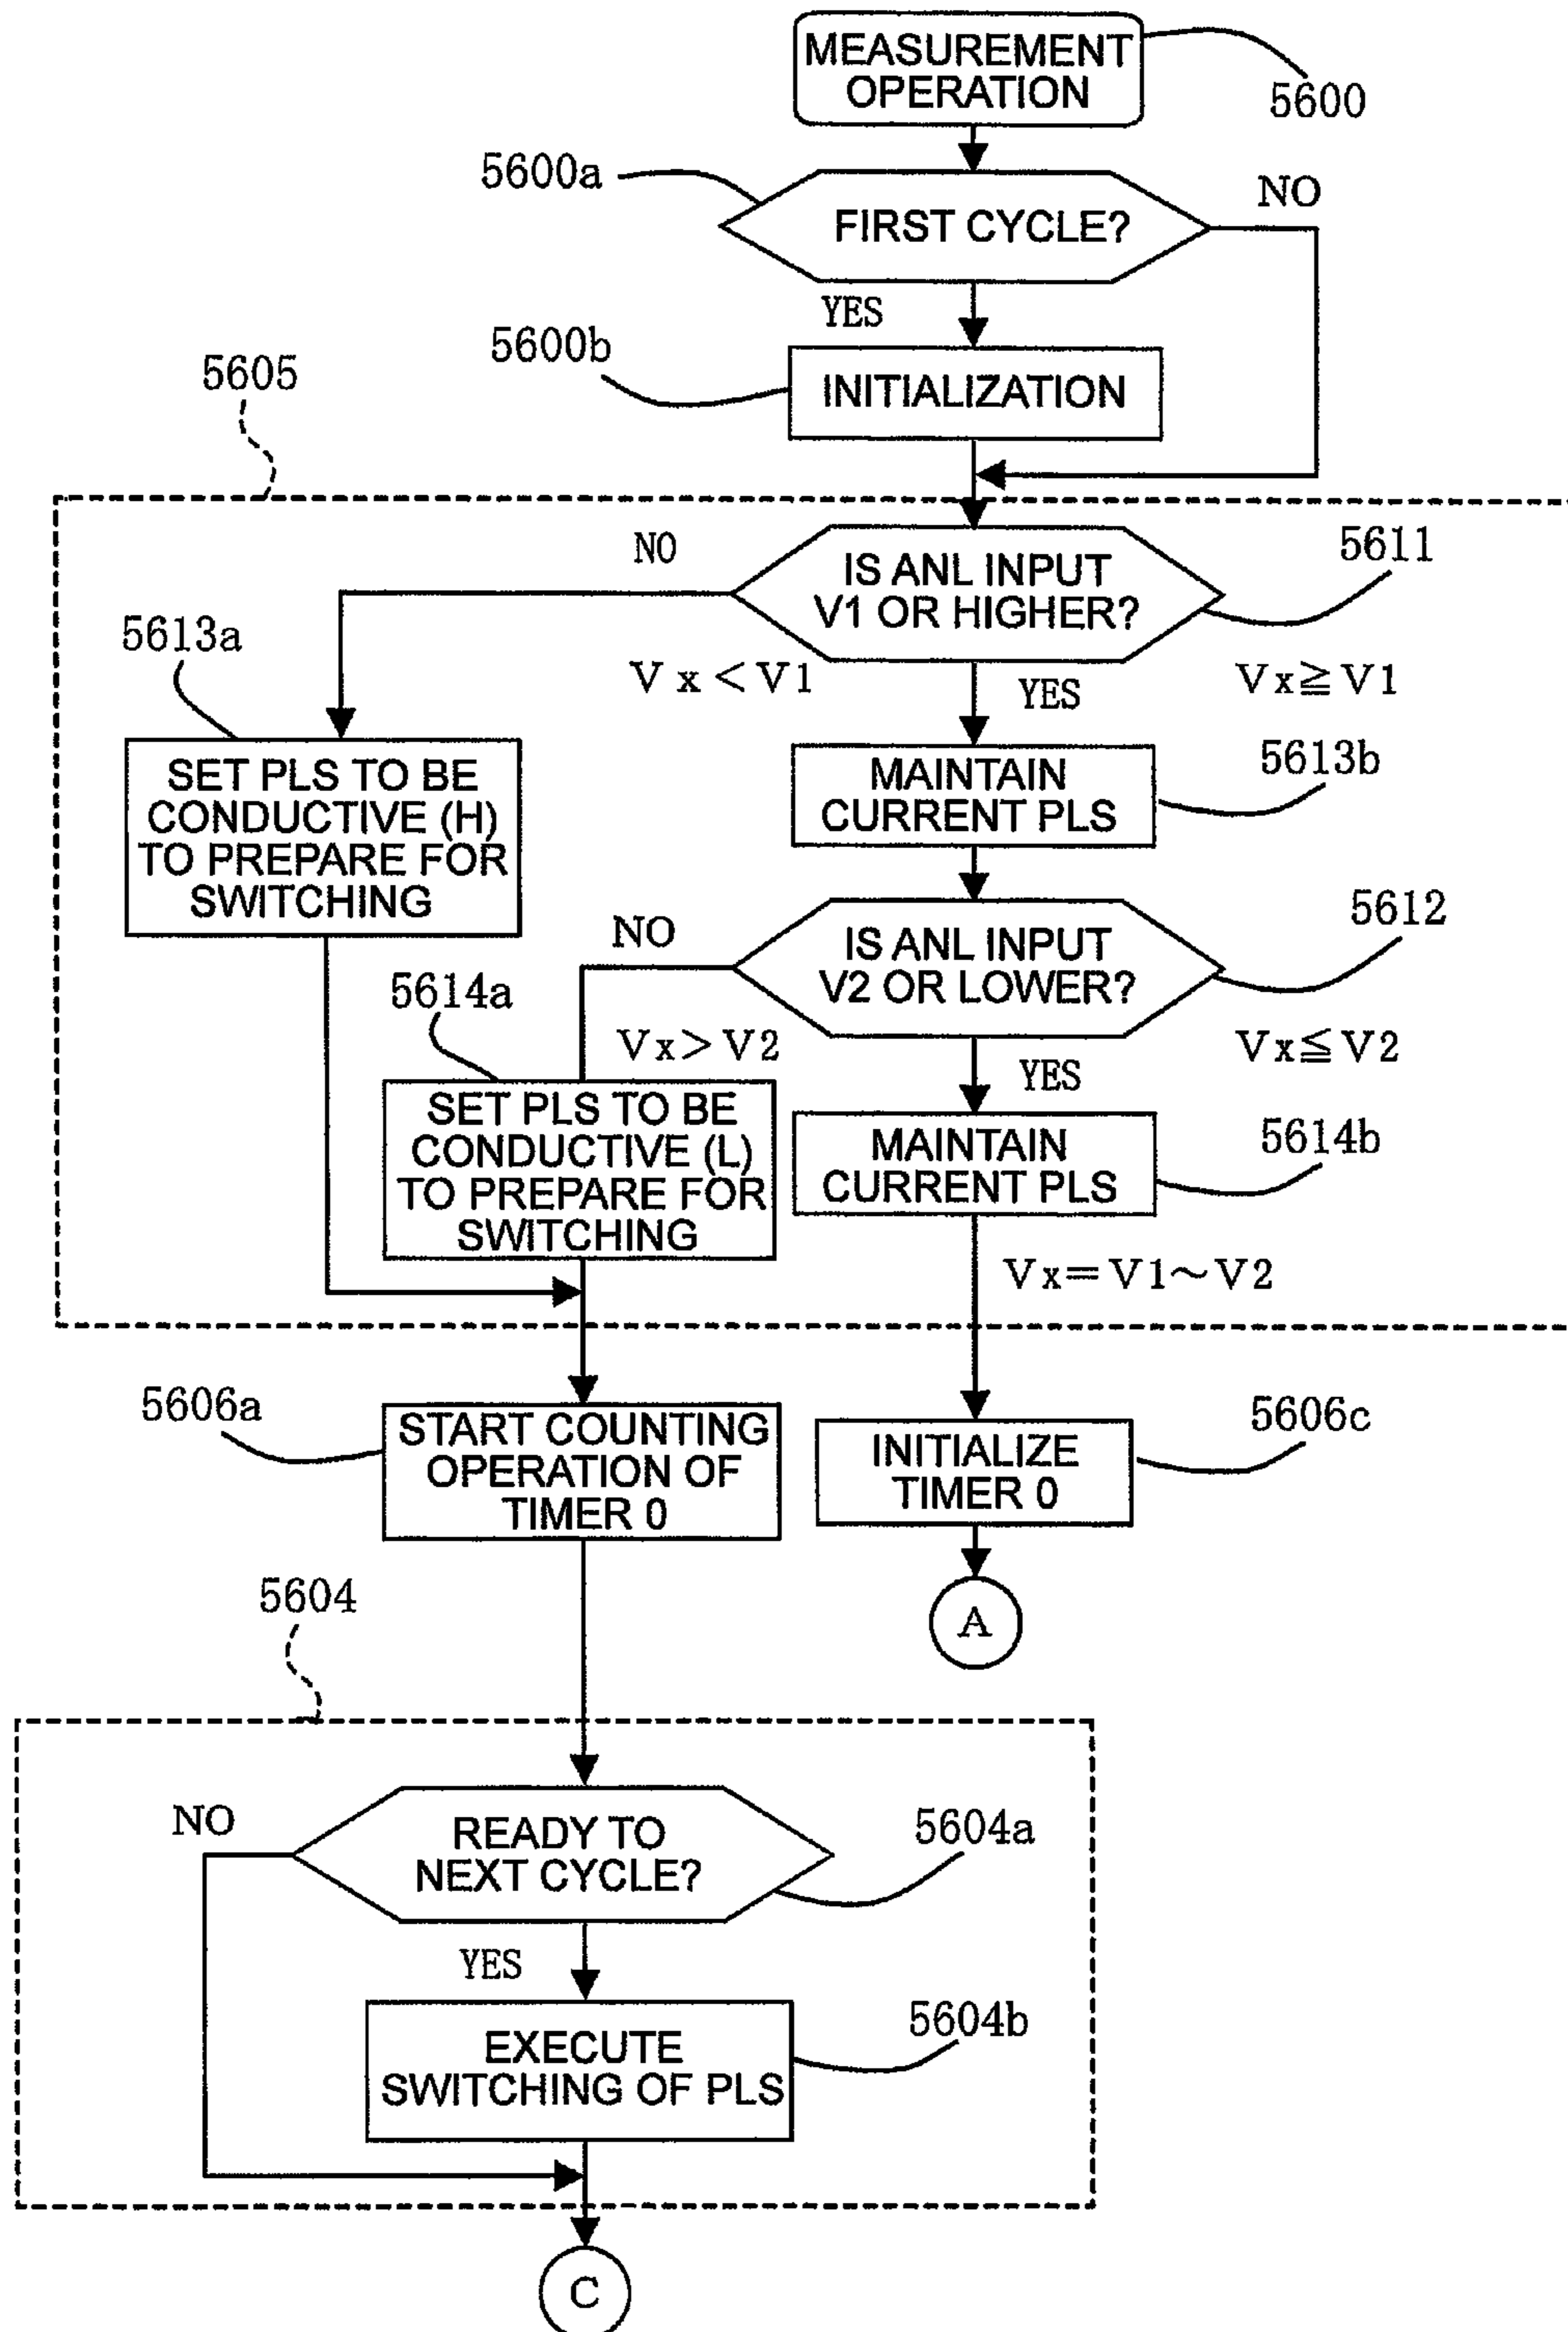 MEASUREMENT
OPERATION
5600
5600a
FIRST CYCLE?
NO
YES
5600b
INITIALIZATION
5605
NO
IS ANL INPUT
V1 OR HIGHER?
5611
5613a
Vx<V1
YES
Vx≧V1
SET PLS TO BE
CONDUCTIVE (H)
TO PREPARE FOR
SWITCHING
MAINTAIN
CURRENT PLS
5613b
NO
IS ANL INPUT
V2 OR LOWER?
5612
5614a
Vx>V2
YES
Vx≦V2
SET PLS TO BE
CONDUCTIVE (L)
TO PREPARE FOR
SWITCHING
MAINTAIN
CURRENT PLS
5614b
Vx=V1~V2
5606a
START COUNTING
OPERATION OF
TIMER 0
INITIALIZE
TIMER 0
5606c
A
5604
NO
READY TO
NEXT CYCLE?
5604a
YES
EXECUTE
SWITCHING OF PLS
5604b
C